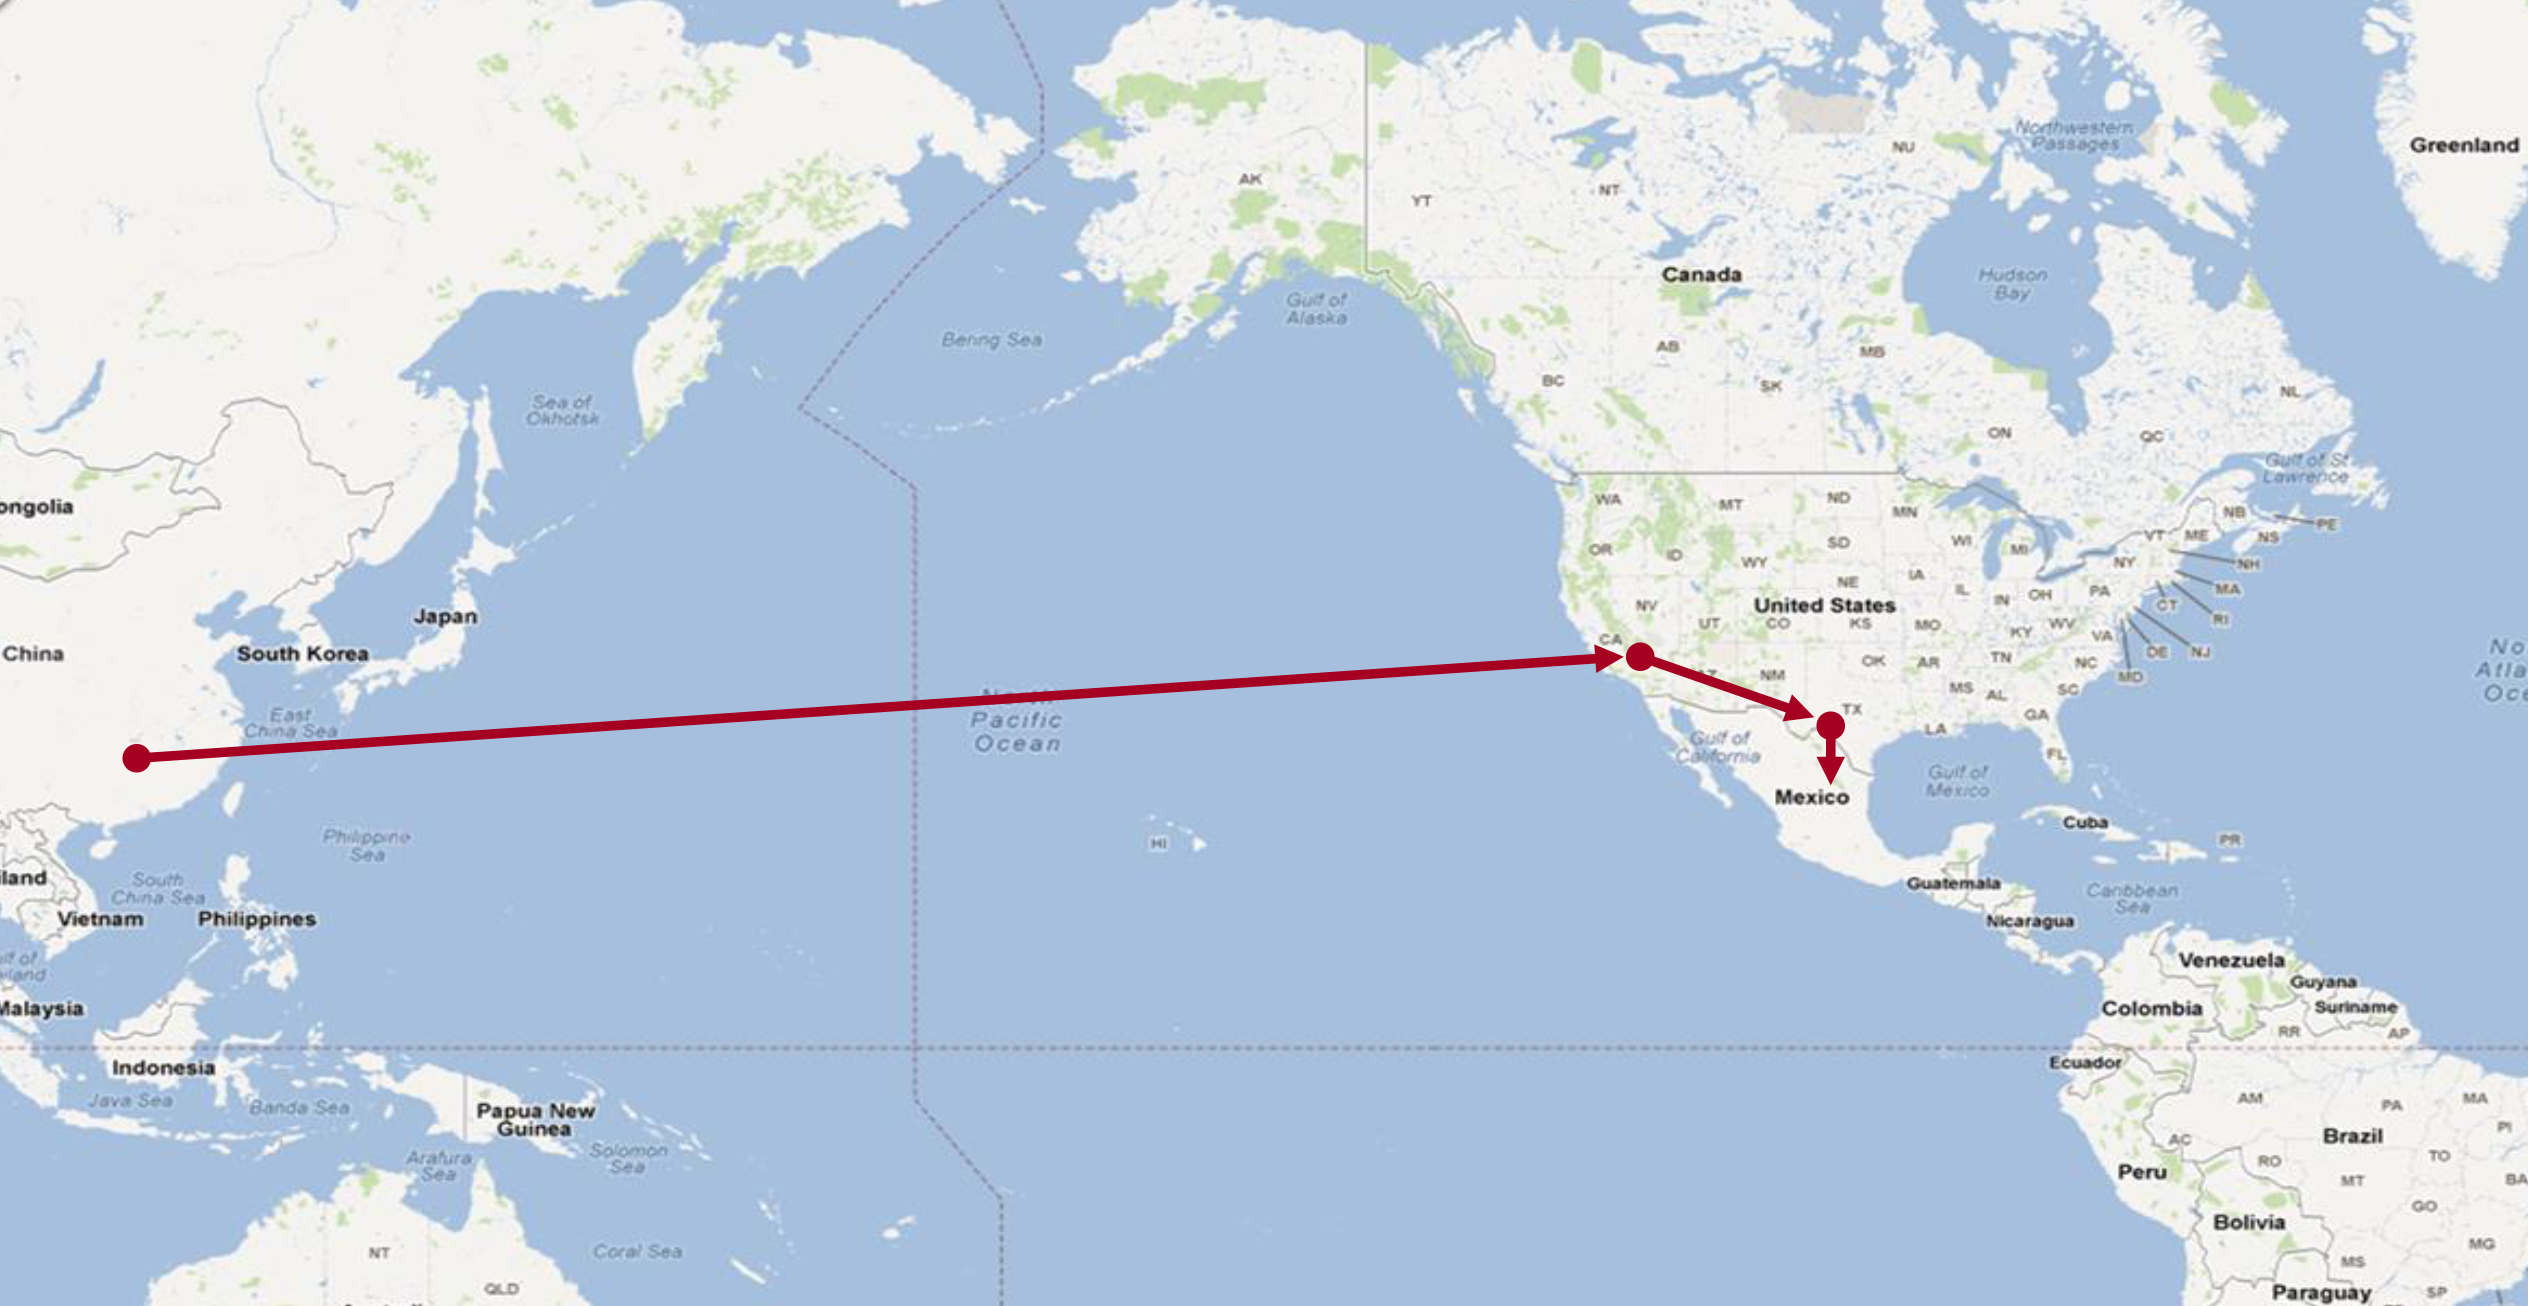 Greenland
Northwestern
Passages
NU
AK
NT
YT
Canada
Hudson
Bay
Gulf of
Alaska
Bering Sea
AB
MB
BC
SK
NL
Sea of
Okhotsk
ON
QC
Gulf of St
Lawrence
ongolia
WA
MT
ND
MN
NB
PE
OR
ID
SD
WI
MI
VT
ME
NS
WY
NY
NH
NE
IA
IL
IN
OH
PA
MA
NV
United States
CT
RI
Japan
UT
CO
KS
MO
KY
WV
VA
CA
DE
NJ
China
South Korea
OK
AR
TN
NC
MD
NM
MS
AL
SC
No
Atla
Oce
North
Pacific
Ocean
East
China Sea
TX
GA
LA
Gulf of
California
FL
Gulf of
Mexico
Mexico
Cuba
PR
Philippine
Sea
HI
iland
South
China Sea
Guatemala
Caribbean
Sea
Vietnam
Philippines
Nicaragua
ulf of
ailand
Venezuela
Guyana
Malaysia
Colombia
Suriname
RR
AP
Indonesia
Ecuador
Java Sea
Banda Sea
Papua New
Guinea
AM
PA
MA
PI
Brazil
AC
Arafura
Sea
Solomon
Sea
RO
TO
Peru
MT
BA
GO
Bolivia
NT
Coral Sea
MG
MS
QLD
Paraguay
SP